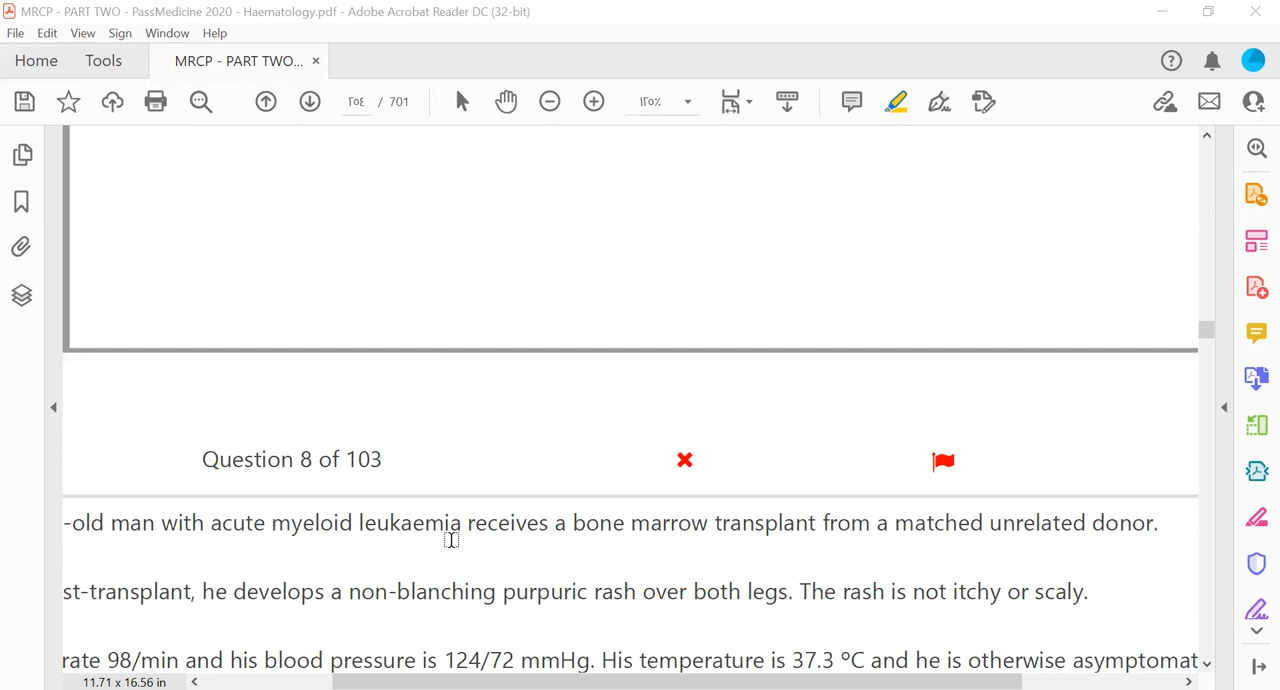 MRCP - PART TWO - PassMedicine 2020 - Haematology.pdf - Adobe Acrobat Reader DC (32-bit)
File Edit View Sign Window Help
Home Tools MRCP - PART TWO... ×
٢٥٤ / 701 ١٢٥%
Question 8 of 103
-old man with acute myeloid leukaemia receives a bone marrow transplant from a matched unrelated donor.
st-transplant, he develops a non-blanching purpuric rash over both legs. The rash is not itchy or scaly.
rate 98/min and his blood pressure is 124/72 mmHg. His temperature is 37.3 ºC and he is otherwise asymptomat
11.71 x 16.56 in